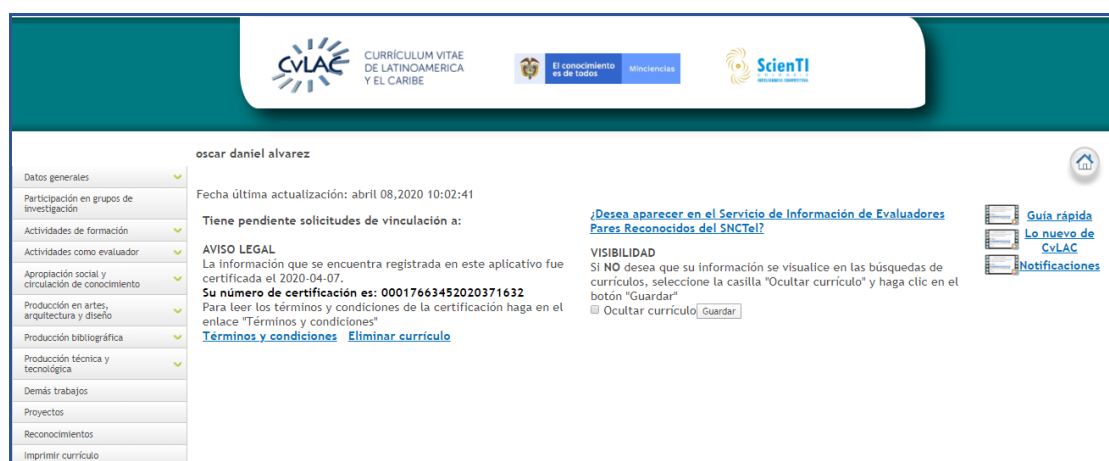 CvLAC
CURRÍCULUM VITAE
DE LATINOAMERICA
Y EL CARIBE
El conocimiento
es de todos
Minciencias
ScienTI
COLOMBIA
INTELIGENCIA COMPETITIVA
oscar daniel alvarez
Datos generales
Participación en grupos de
investigación
Actividades de formación
Actividades como evaluador
Apropiación social y
circulación de conocimiento
Producción en artes,
arquitectura y diseño
Producción bibliográfica
Producción técnica y
tecnológica
Demás trabajos
Proyectos
Reconocimientos
Imprimir currículo
Fecha última actualización: abril 08,2020 10:02:41
Tiene pendiente solicitudes de vinculación a:
AVISO LEGAL
La información que se encuentra registrada en este aplicativo fue
certificada el 2020-04-07.
Su número de certificación es: 00017663452020371632
Para leer los términos y condiciones de la certificación haga en el
enlace "Términos y condiciones"
Términos y condiciones Eliminar currículo
¿Desea aparecer en el Servicio de Información de Evaluadores
Pares Reconocidos del SNCTeI?
VISIBILIDAD
Si NO desea que su información se visualice en las búsquedas de
currículos, seleccione la casilla "Ocultar currículo" y haga clic en el
botón "Guardar"
Ocultar currículo Guardar
Guía rápida
Lo nuevo de
CvLAC
Notificaciones